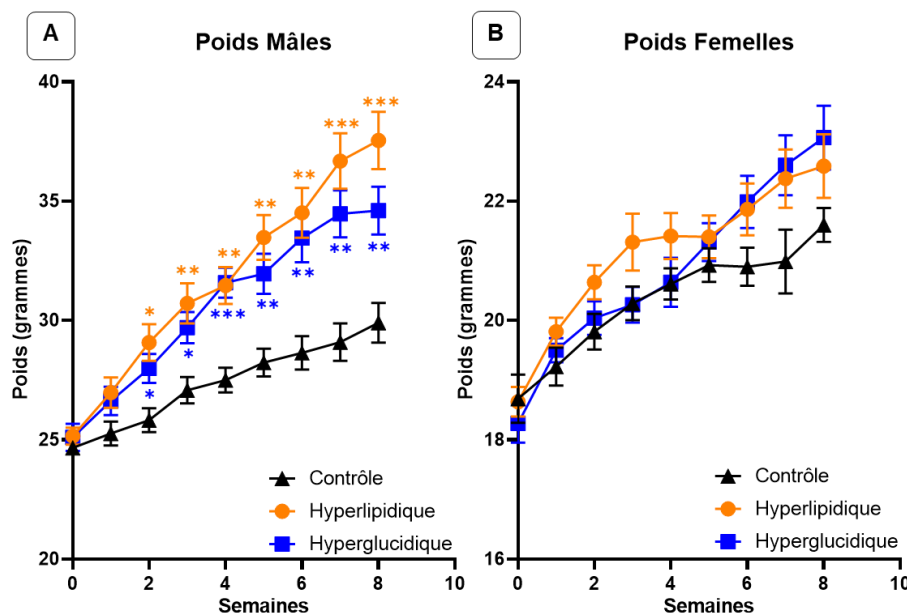 A
Poids Mâles
Poids (grammes)
40
35
30
25
20
***
***
**
**
**
**
*
**
**
**
**
***
*
*
Contrôle
Hyperlipidique
Hyperglucidique
0 2 4 6 8 10
Semaines
B
Poids Femelles
Poids (grammes)
24
22
20
18
16
Contrôle
Hyperlipidique
Hyperglucidique
0 2 4 6 8 10
Semaines